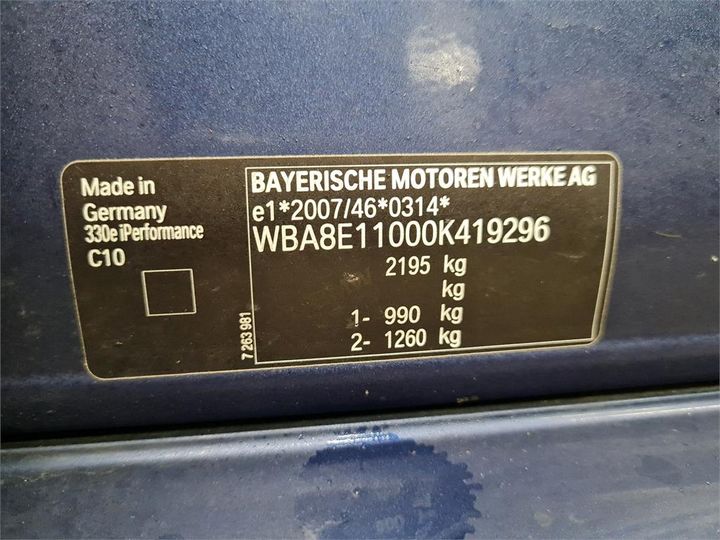 Made in
Germany
330e iPerformance
C10
7 263 981
BAYERISCHE MOTOREN WERKE AG
e1*2007/46*0314*
WBA8E11000K419296
2195 kg
kg
1- 990 kg
2- 1260 kg